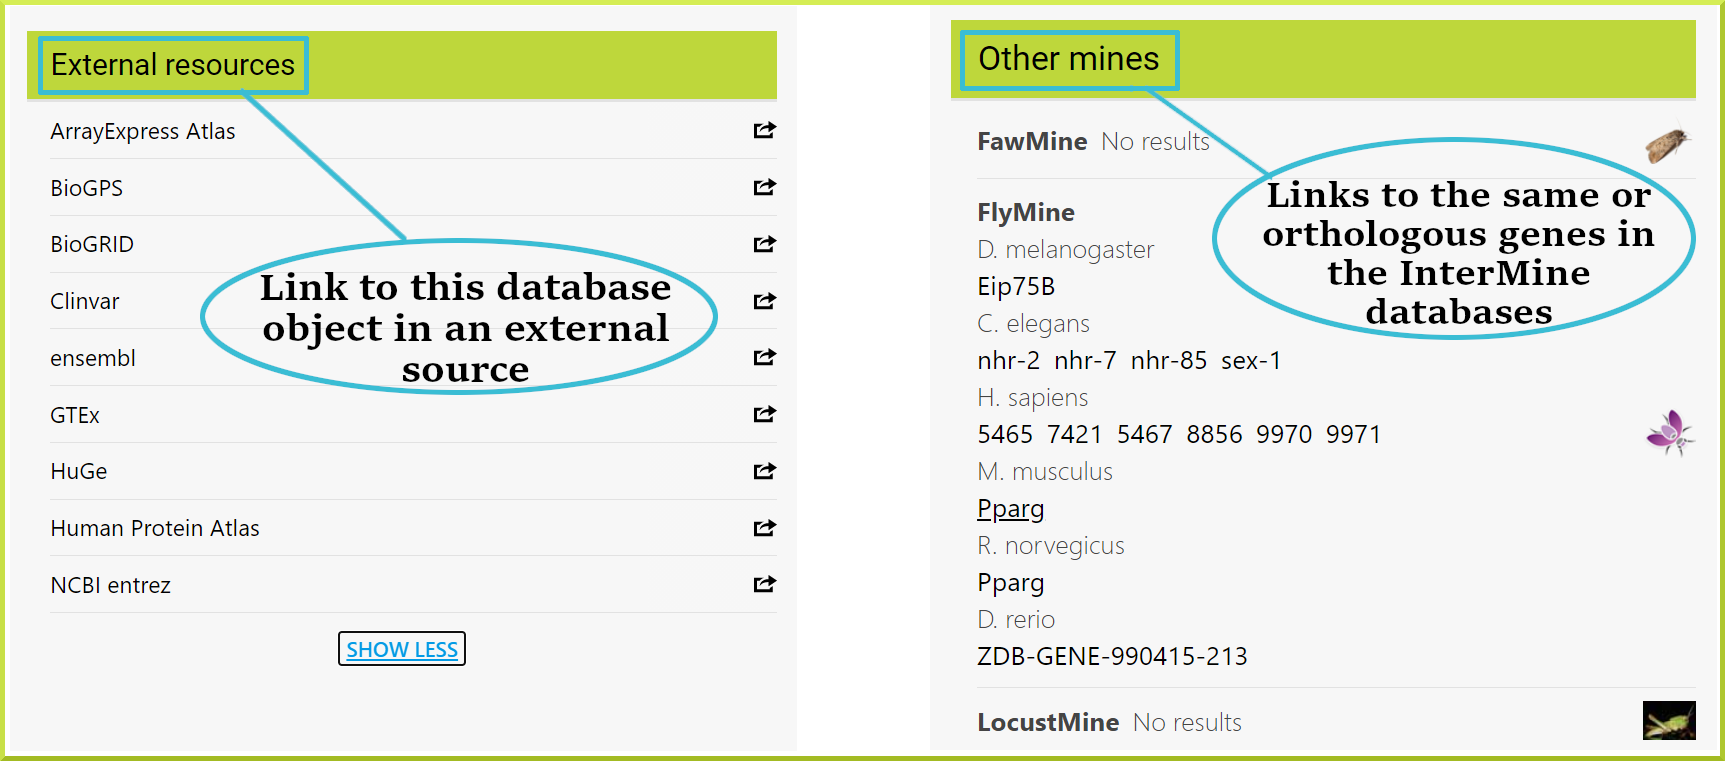 External resources
ArrayExpress Atlas
BioGPS
BioGRID
Clinvar
ensembl
GTEx
HuGe
Human Protein Atlas
NCBI entrez
SHOW LESS
Link to this database
object in an external
source
Other mines
FawMine No results
FlyMine
D. melanogaster
Eip75B
C. elegans
nhr-2 nhr-7 nhr-85 sex-1
H. sapiens
5465 7421 5467 8856 9970 9971
M. musculus
Pparg
R. norvegicus
Pparg
D. rerio
ZDB-GENE-990415-213
LocustMine No results
Links to the same or
orthologous genes in
the InterMine
databases